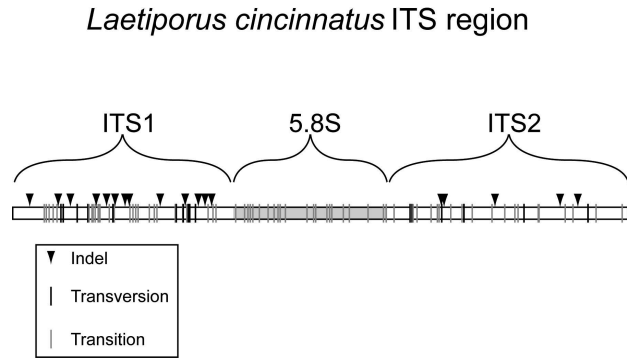 Laetiporus cincinnatus ITS region
ITS1 5.8S ITS2
Indel
Transversion
Transition